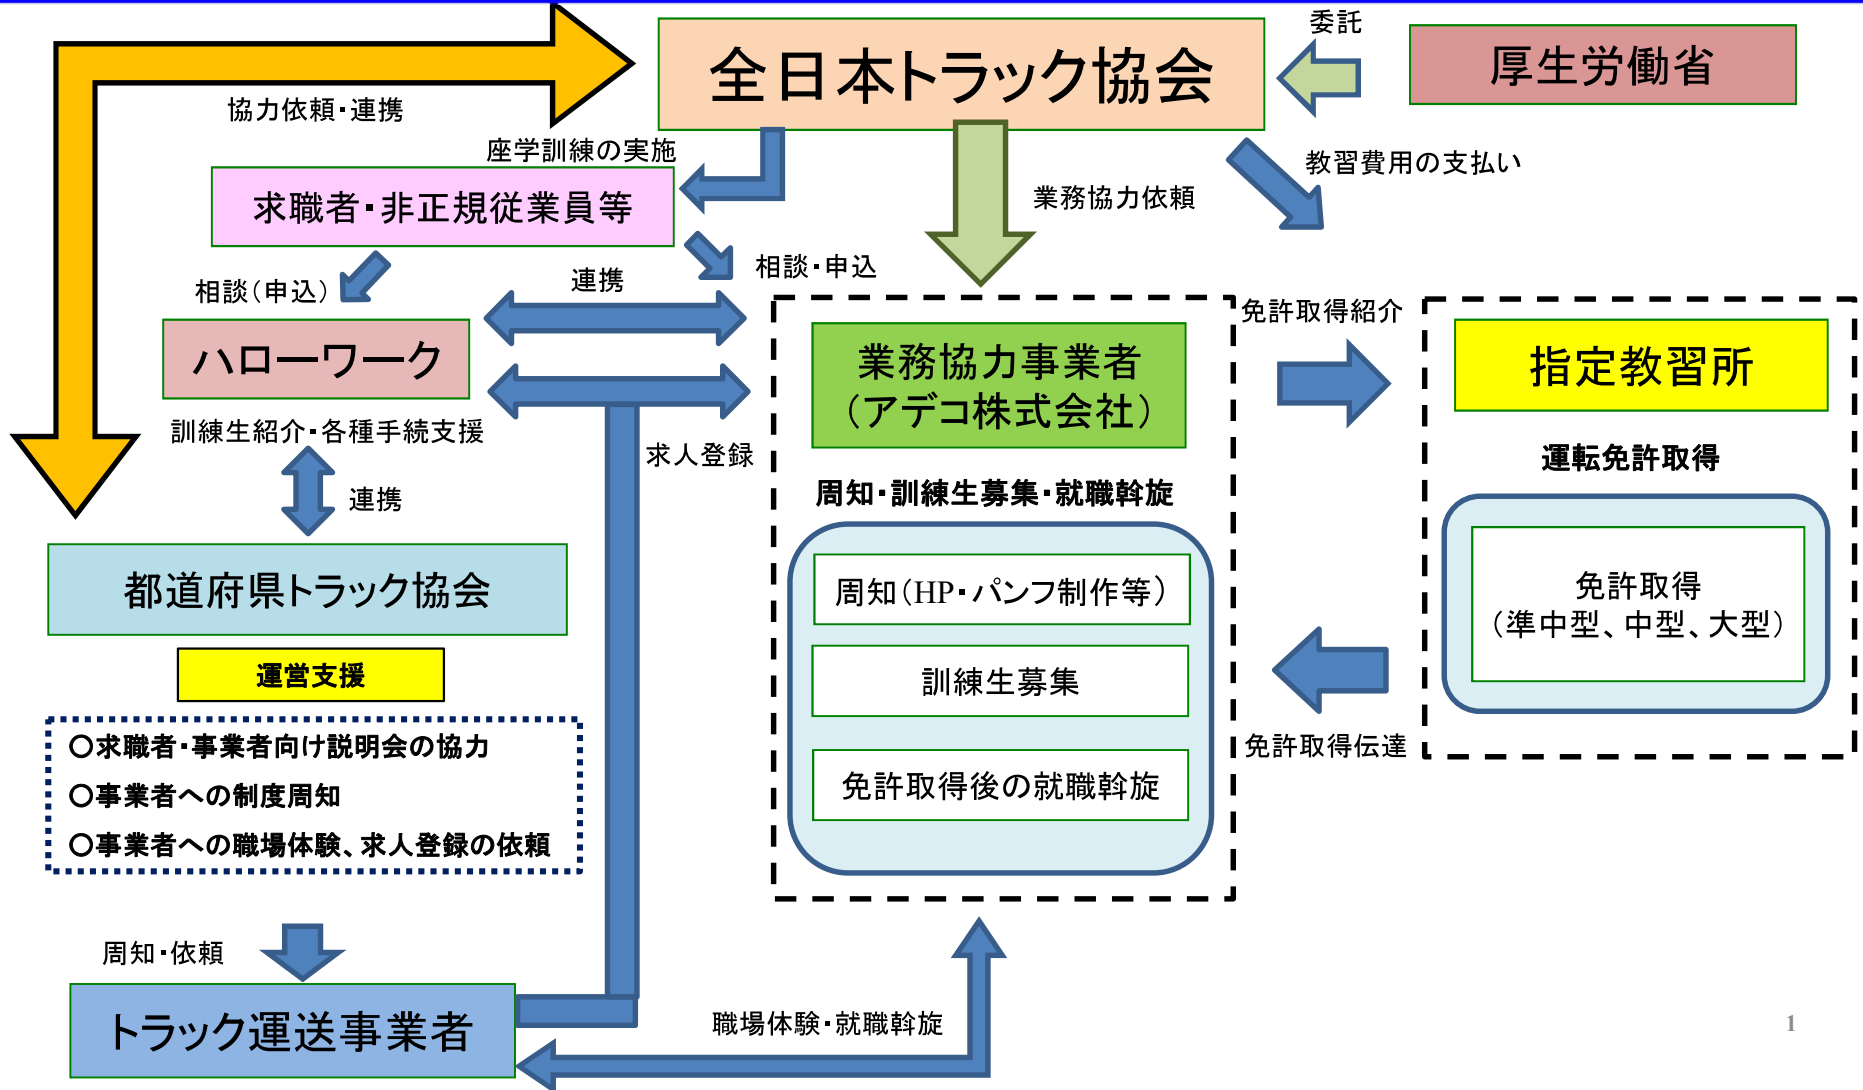 委託
全日本トラック協会
厚生労働省
協力依頼・連携
座学訓練の実施
教習費用の支払い
業務協力依頼
求職者・非正規従業員等
相談・申込
相談(申込)
連携
免許取得紹介
ハローワーク
業務協力事業者
(アデコ株式会社)
指定教習所
訓練生紹介・各種手続支援
求人登録
運転免許取得
連携
周知・訓練生募集・就職斡旋
都道府県トラック協会
周知(HP・パンフ制作等)
免許取得
(準中型、中型、大型)
運営支援
訓練生募集
〇求職者・事業者向け説明会の協力
免許取得伝達
〇事業者への制度周知
免許取得後の就職斡旋
〇事業者への職場体験、求人登録の依頼
周知・依頼
トラック運送事業者
職場体験・就職斡旋
1